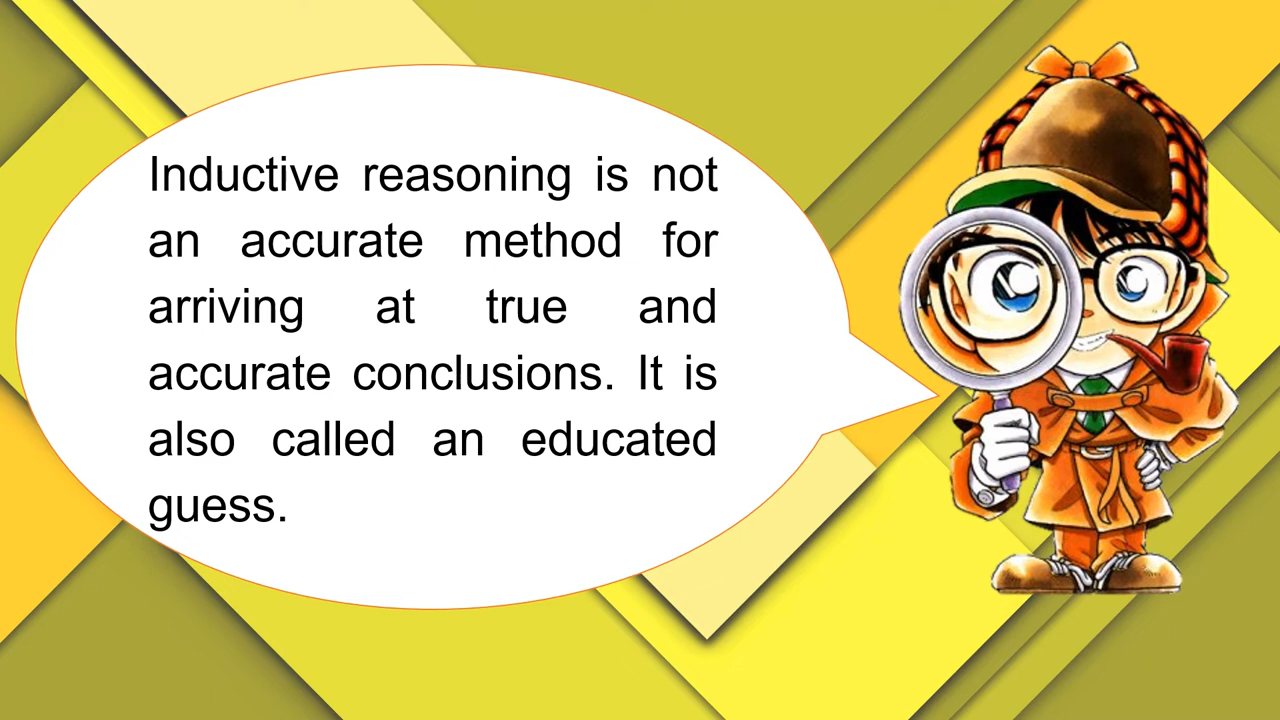 Inductive reasoning is not
an accurate method for
arriving at true and
accurate conclusions. It is
also called an educated
guess.